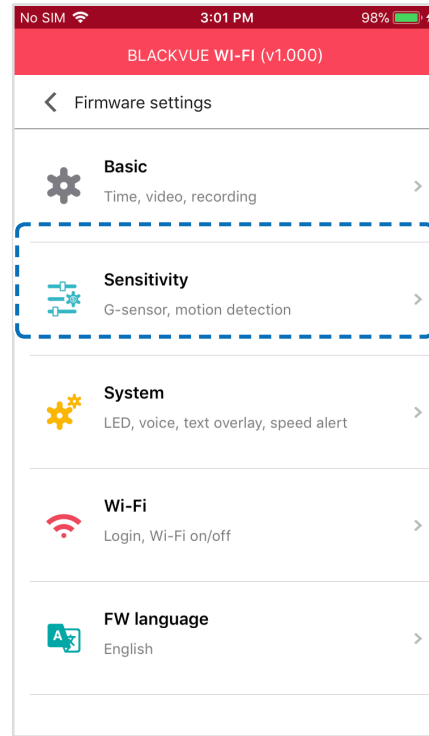 No SIM 3:01 PM 98%
BLACKVUE WI-FI (v1.000)
Firmware settings
Basic
Time, video, recording
Sensitivity
G-sensor, motion detection
System
LED, voice, text overlay, speed alert
Wi-Fi
Login, Wi-Fi on/off
A
FW language
English